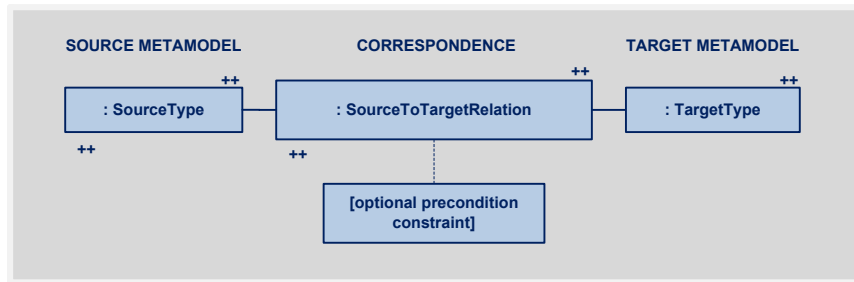 SOURCE METAMODEL
CORRESPONDENCE
TARGET METAMODEL
++
++
++
: SourceType
: SourceToTargetRelation
: TargetType
++
++
[optional precondition
constraint]